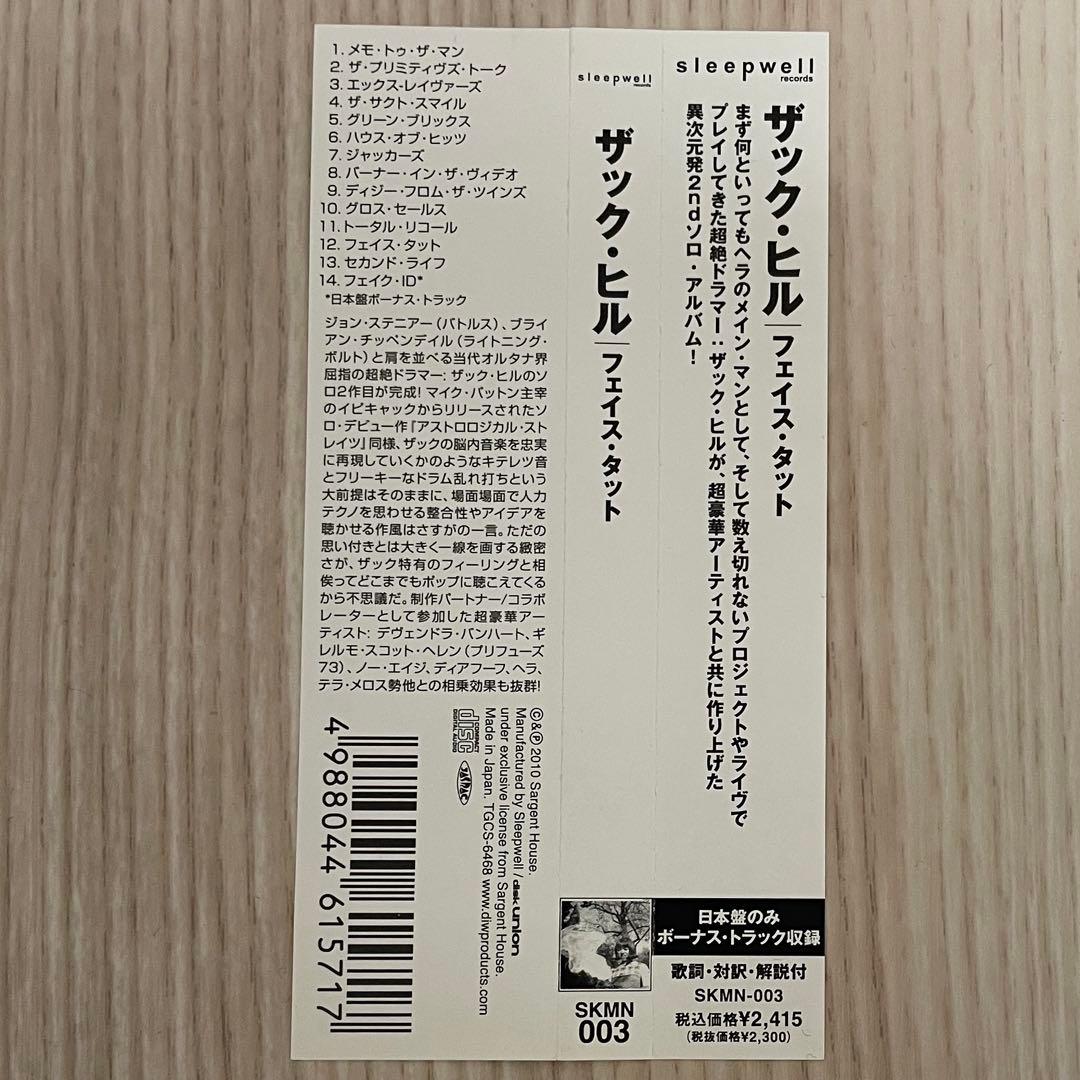 1. メモ・トゥ・ザ・マン
2. ザ・プリミティヴズ・トーク
3. エックス-レイヴァーズ
4. ザ・サクト・スマイル
5. グリーン・ブリックス
6. ハウス・オブ・ヒッツ
7. ジャッカーズ
8. バーナー・イン・ザ・ヴィデオ
9. ディジー・フロム・ザ・ツインズ
10. グロス・セールス
11. トータル・リコール
12. フェイス・タット
13. セカンド・ライフ
14. フェイク・ID*
*日本盤ボーナス・トラック
ジョン・ステニアー(バトルス)、ブライ
アン・チッペンデイル(ライトニング・
ボルト)と肩を並べる当代オルタナ界
屈指の超絶ドラマー: ザック・ヒルのソ
ロ2作目が完成! マイク・パットン主宰
のイピキャックからリリースされたソ
ロ・デビュー作『アストロロジカル・スト
レイツ』同様、ザックの脳内音楽を忠実
に再現していくかのようなキテレツ音
とフリーキーなドラム乱れ打ちという
大前提はそのままに、場面場面で人力
テクノを思わせる整合性やアイデアを
聴かせる作風はさすがの一言。ただの
思い付きとは大きく一線を画する緻密
さが、ザック特有のフィーリングと相
俟ってどこまでもポップに聴こえてくる
から不思議だ。制作パートナー/コラボ
レーターとして参加した超豪華アー
ティスト: デヴェンドラ・バンハート、ギ
レルモ・スコット・ヘレン(プリフューズ
73)、ノー・エイジ、ディアフーフ、ヘラ、
テラ・メロス勢他との相乗効果も抜群!
©&℗ 2010 Sargent House.
Manufactured by Sleepwell / disk union
under exclusive license from Sargent House.
Made in Japan. TGCS-6468 www.diwproducts.com
COMPACT
disc
DIGITAL AUDIO
JASRAC
4 988044 615717
sleepwell
records
ザック・ヒル|フェイス・タット
SKMN
003
sleepwell
records
ザック・ヒル|フェイス・タット
まず何といってもヘラのメイン・マンとして、そして数え切れないプロジェクトやライヴで
プレイしてきた超絶ドラマー:ザック・ヒルが、超豪華アーティストと共に作り上げた
異次元発2ndソロ・アルバム!
日本盤のみ
ボーナス・トラック収録
歌詞・対訳・解説付
SKMN-003
税込価格¥2,415
(税抜価格¥2,300)